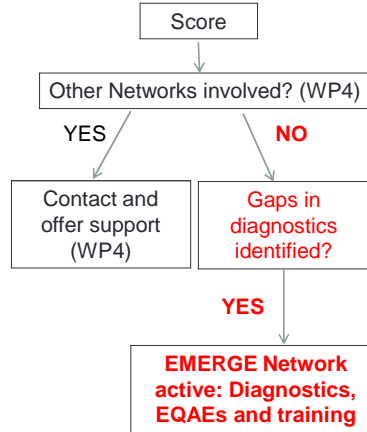 Score
Other Networks involved? (WP4)
YES
NO
Contact and
offer support
(WP4)
Gaps in
diagnostics
identified?
YES
EMERGE Network
active: Diagnostics,
EQAEs and training